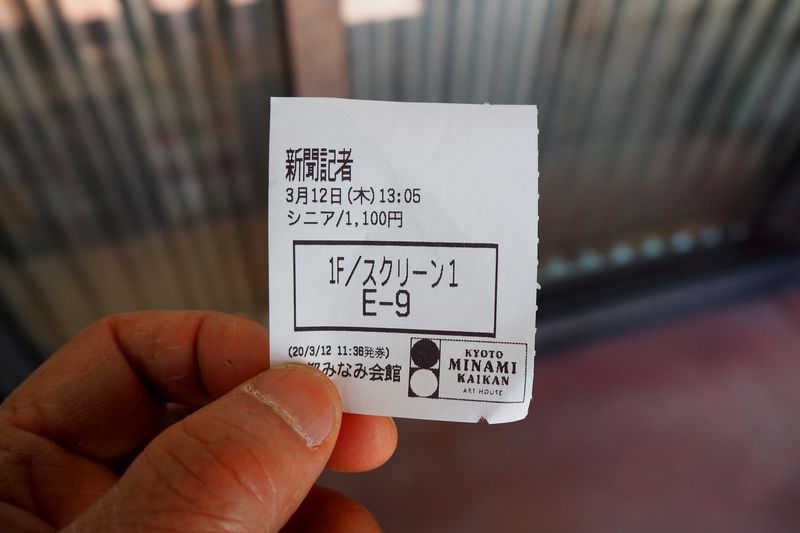 新聞記者
3月12日(木)13:05
シニア/1,100円
1F/スクリーン1
E-9
(20/3/12 11:36発券)
都みなみ会館
KYOTO
MINAMI
KAIKAN
ART HOUSE